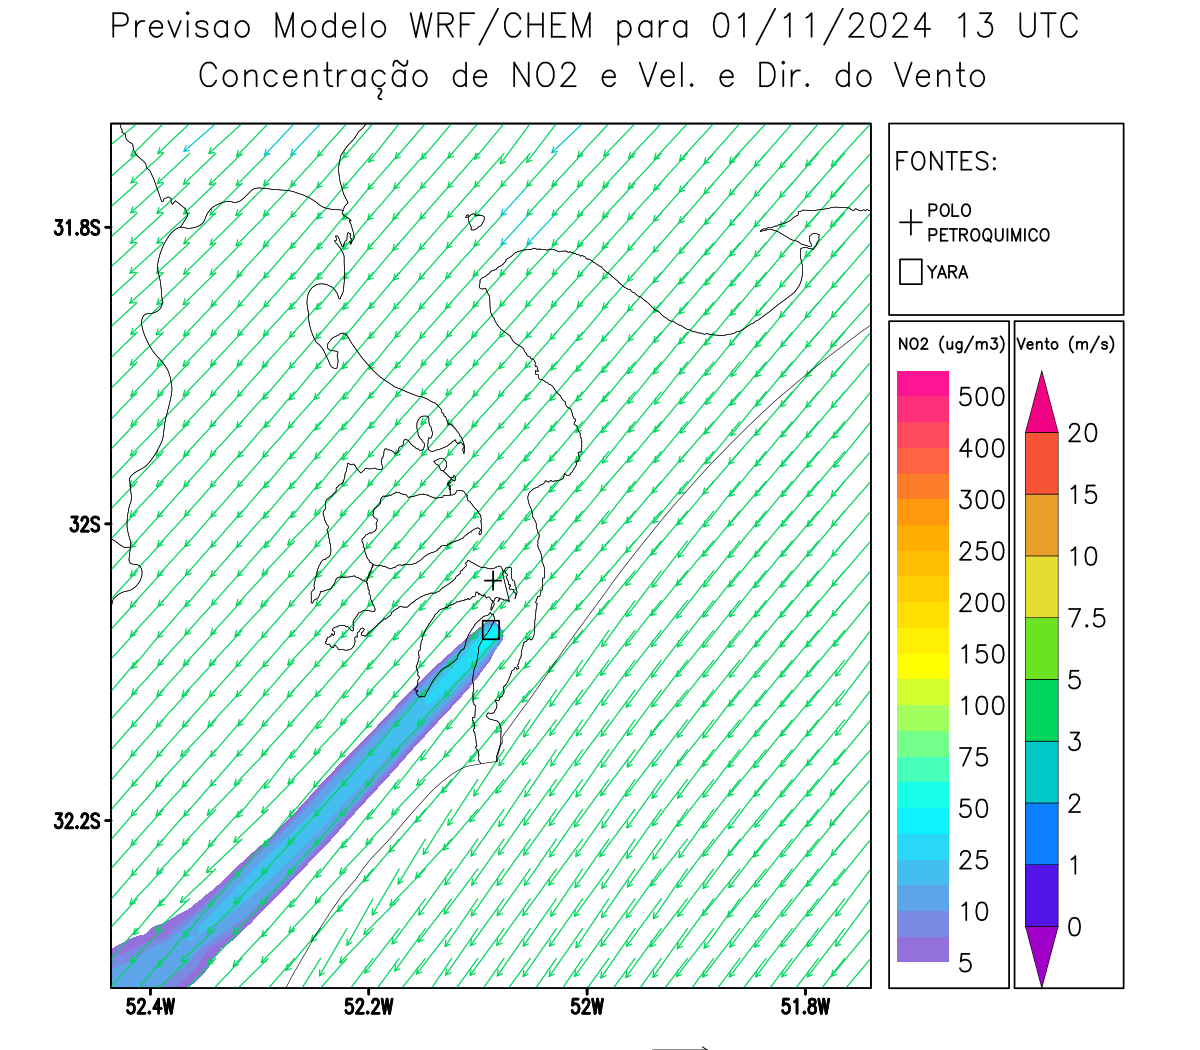 Previsao Modelo WRF/CHEM para 01/11/2024 13 UTC
Concentração de NO2 e Vel. e Dir. do Vento
FONTES:
POLO
PETROQUIMICO
YARA
NO2 (ug/m3)
500
400
300
250
200
150
100
75
50
25
10
5
Vento (m/s)
20
15
10
7.5
5
3
2
1
0
31.8S
32S
32.2S
52.4W
52.2W
52W
51.8W